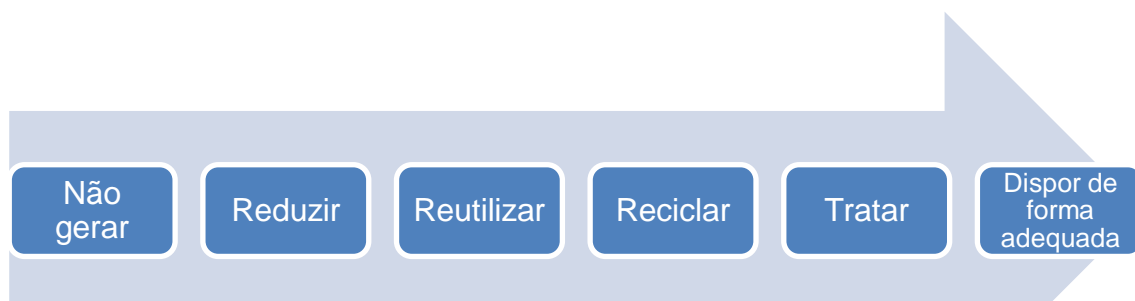 Não
gerar
Reduzir
Reutilizar
Reciclar
Tratar
Dispor de
forma
adequada